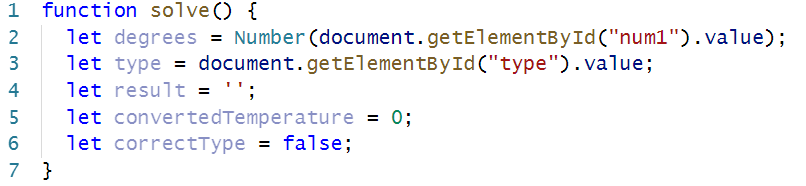 1 function solve() {
2 let degrees = Number(document.getElementById("num1").value);
3 let type = document.getElementById("type").value;
4 let result = '';
5 let convertedTemperature = 0;
6 let correctType = false;
7 }